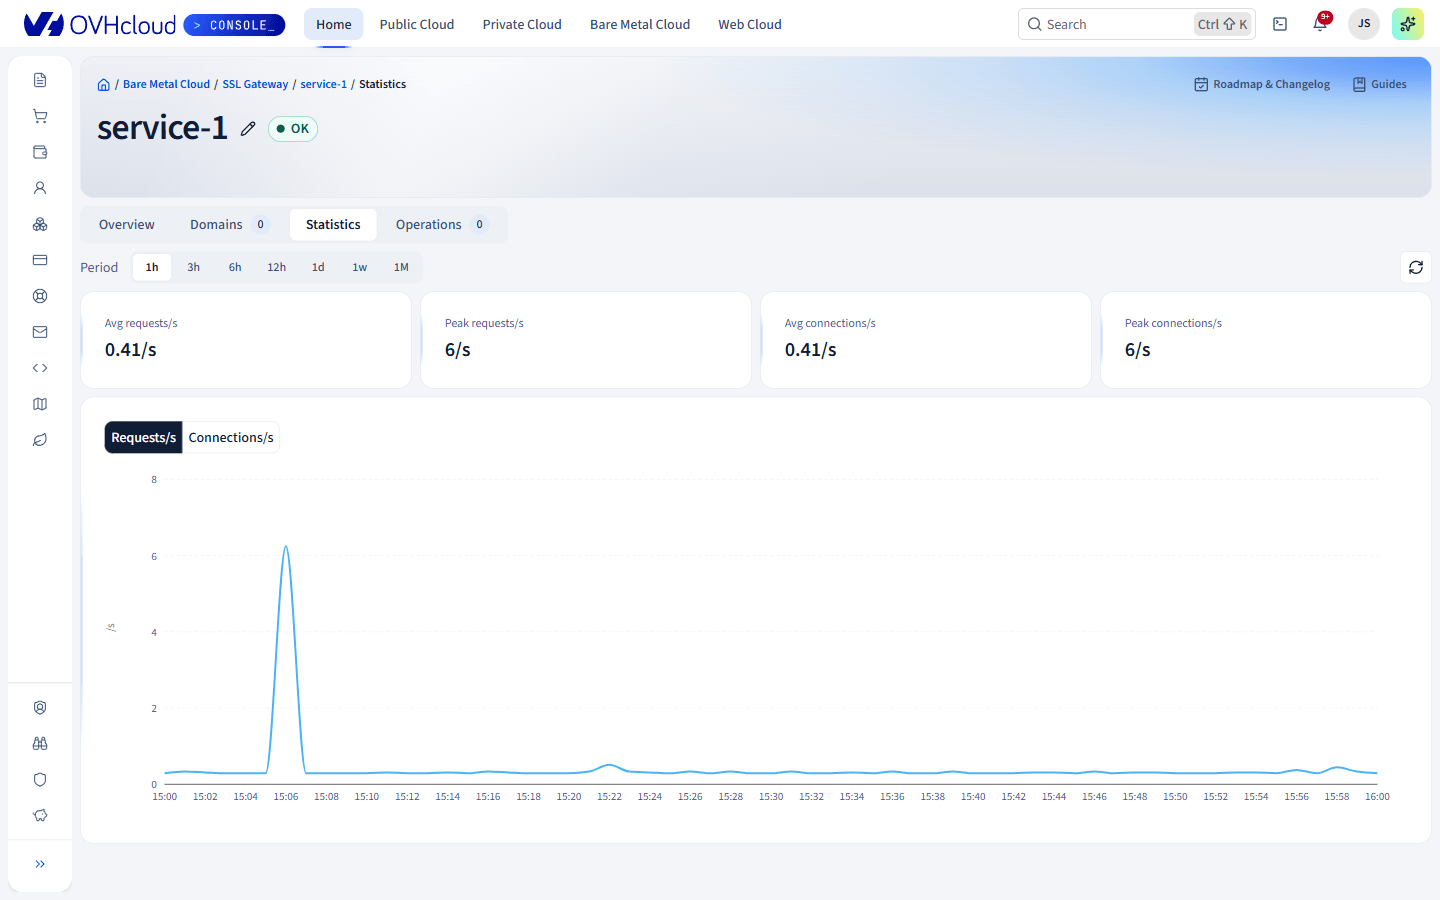 OVHcloud > CONSOLE_ Home Public Cloud Private Cloud Bare Metal Cloud Web Cloud Search Ctrl ⇧ K 9+ JS
/ Bare Metal Cloud / SSL Gateway / service-1 / Statistics Roadmap & Changelog Guides
service-1 OK
Overview Domains 0 Statistics Operations 0
Period 1h 3h 6h 12h 1d 1w 1M
Avg requests/s Peak requests/s Avg connections/s Peak connections/s
0.41/s 6/s 0.41/s 6/s
Requests/s Connections/s
8
6
4
/s
2
0
15:00 15:02 15:04 15:06 15:08 15:10 15:12 15:14 15:16 15:18 15:20 15:22 15:24 15:26 15:28 15:30 15:32 15:34 15:36 15:38 15:40 15:42 15:44 15:46 15:48 15:50 15:52 15:54 15:56 15:58 16:00